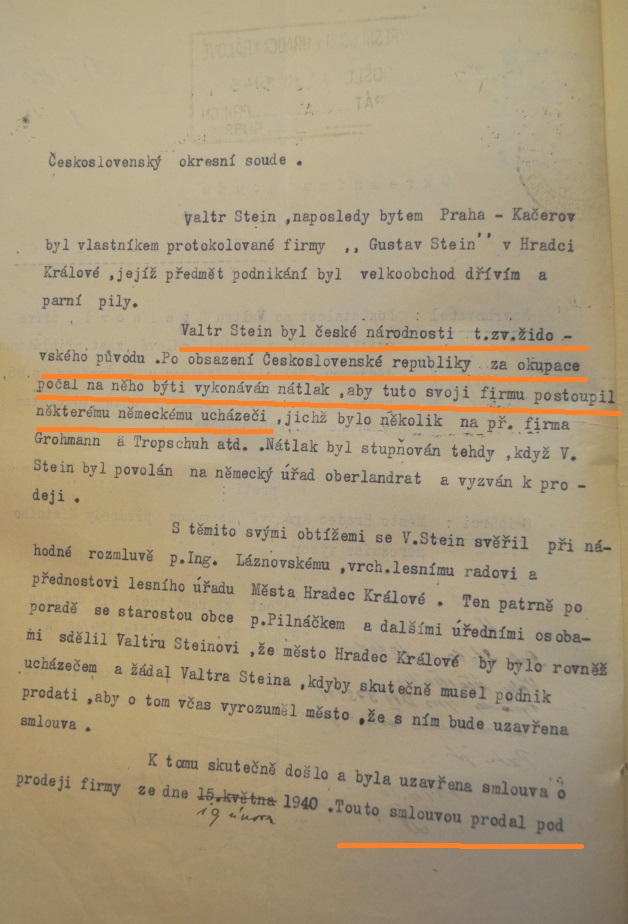 Československý okresní soude .
Valtr Stein ,naposledy bytem Praha - Kačerov
byl vlastníkem protokolované firmy ,, Gustav Stein'' v Hradci
Králové ,jejíž předmět podnikání byl velkoobchod dřívím a
parní pily.
Valtr Stein byl české národnosti t.zv.žido -
vského původu .Po obsazení Československé republiky za okupace
počal na něho býti vykonáván nátlak ,aby tuto svoji firmu postoupil
některému německému ucházeči ,jichž bylo několik na př. firma
Grohmann a Tropschuh atd. .Nátlak byl stupňován tehdy ,když V.
Stein byl povolán na německý úřad oberlandrat a vyzván k pro -
deji .
S těmito svými obtížemi se V.Stein svěřil při ná-
hodné rozmluvě p.Ing. Láznovskému ,vrch.lesnímu radovi a
přednostovi lesního úřadu Města Hradec Králové . Ten patrně po
poradě se starostou obce p.Pilnáčkem a dalšími úředními osoba-
mi sdělil Valtru Steinovi ,že město Hradec Králové by bylo rovněž
ucházečem a žádal Valtra Steina ,kdyby skutečně musel podnik
prodati ,aby o tom včas vyrozuměl město ,že s ním bude uzavřena
smlouva .
K tomu skutečně došlo a byla uzavřena smlouva o
prodeji firmy ze dne 15.května 1940 .Touto smlouvou prodal pod
19 února